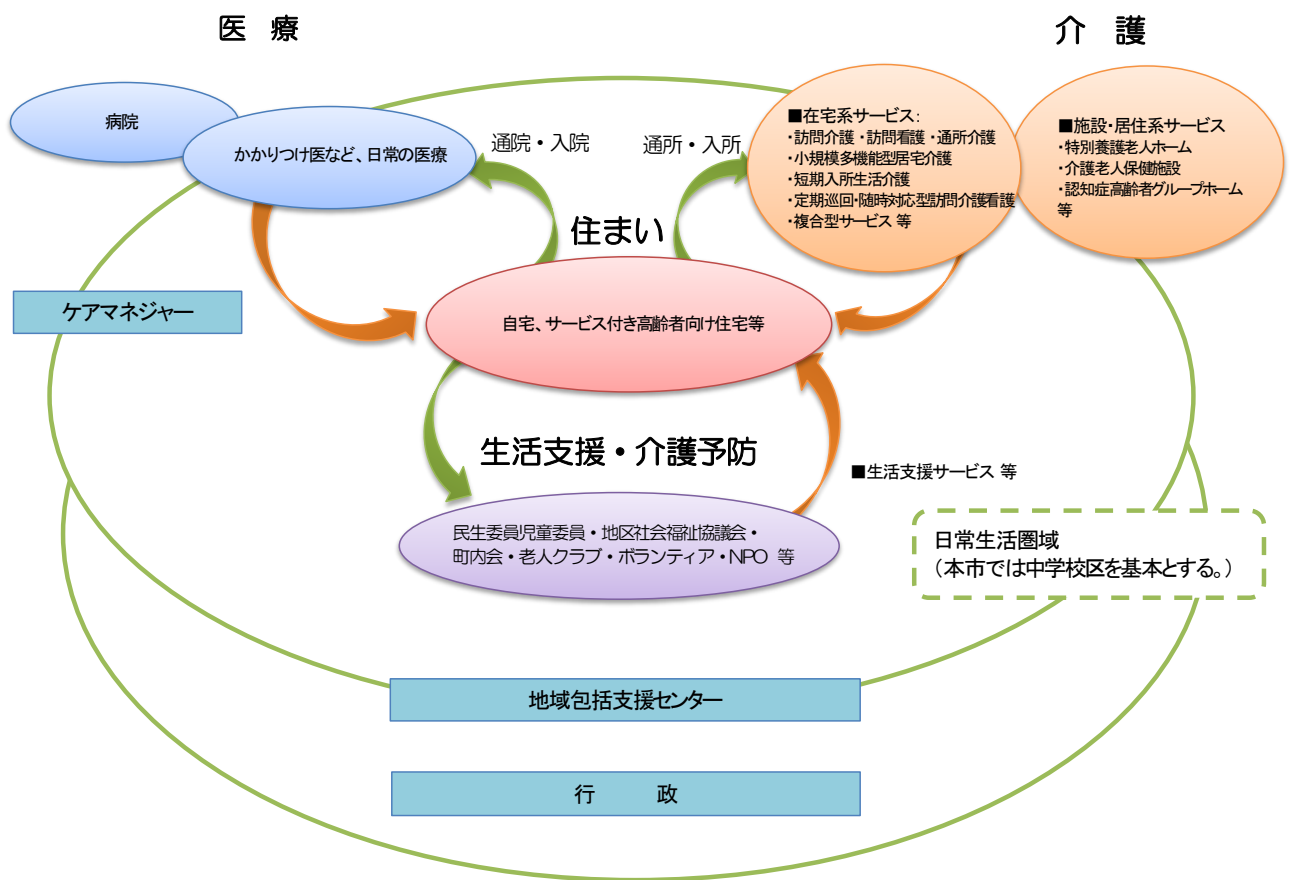 医 療
介 護
病院
かかりつけ医など、日常の医療
通院・入院
通所・入所
■在宅系サービス:
・訪問介護・訪問看護・通所介護
・小規模多機能型居宅介護
・短期入所生活介護
・定期巡回・随時対応型訪問介護看護
・複合型サービス 等
■施設・居住系サービス
・特別養護老人ホーム
・介護老人保健施設
・認知症高齢者グループホーム
等
住まい
自宅、サービス付き高齢者向け住宅等
ケアマネジャー
生活支援・介護予防
■生活支援サービス 等
民生委員児童委員・地区社会福祉協議会・
町内会・老人クラブ・ボランティア・NPO 等
日常生活圏域
（本市では中学校区を基本とする。）
地域包括支援センター
行 政